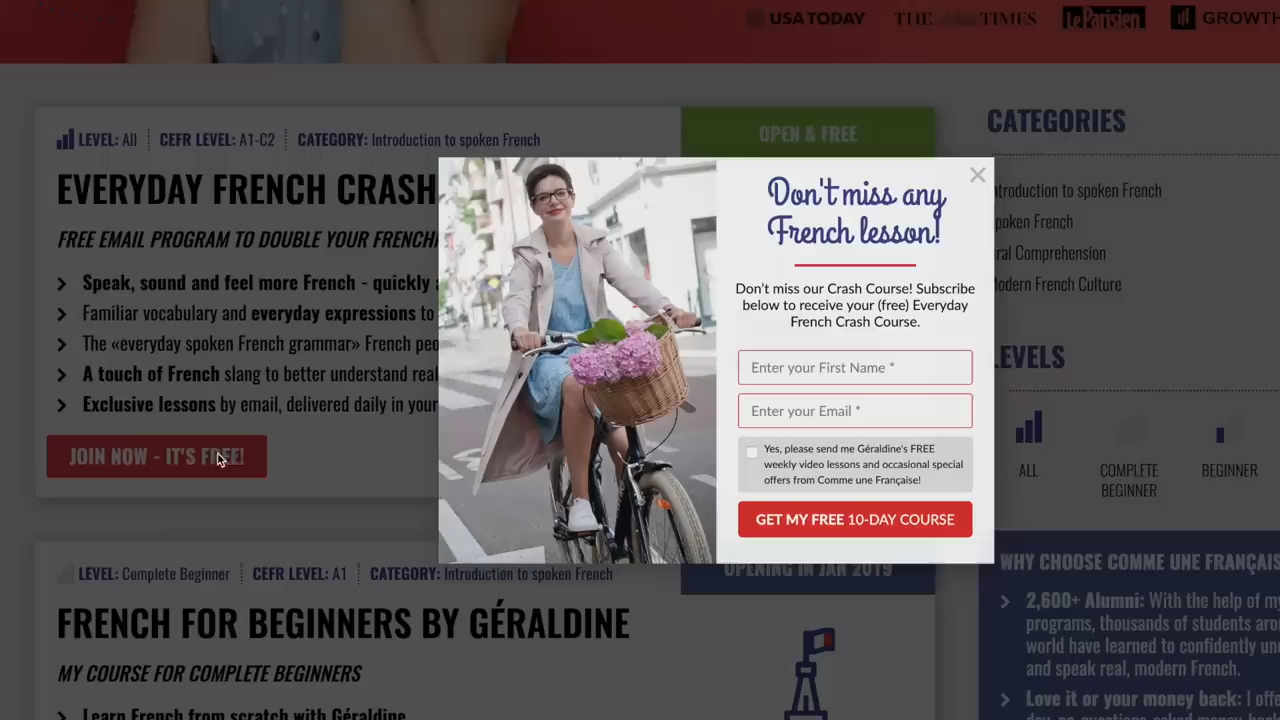 USA TODAY
THE TIMES
Le Parisien
GROWTH
LEVEL: All
CEFR LEVEL: A1-C2
CATEGORY: Introduction to spoken French
OPEN & FREE
EVERYDAY FRENCH CRASH
FREE EMAIL PROGRAM TO DOUBLE YOUR FRENCH
Speak, sound and feel more French - quickly
Familiar vocabulary and everyday expressions to
The «everyday spoken French grammar» French
A touch of French slang to better understand
Exclusive lessons by email, delivered daily in your
JOIN NOW - IT'S FREE!
Don't miss any
French lesson!
Don't miss our Crash Course! Subscribe
below to receive your (free) Everyday
French Crash Course.
Enter your First Name *
Enter your Email *
Yes, please send me Géraldine's FREE
weekly video lessons and occasional special
offers from Comme une Française!
GET MY FREE 10-DAY COURSE
CATEGORIES
ntroduction to spoken French
poken French
ral Comprehension
odern French Culture
LEVELS
ALL
COMPLETE
BEGINNER
BEGINNER
LEVEL: Complete Beginner
CEFR LEVEL: A1
CATEGORY: Introduction to spoken French
OPENING IN JAN 2019
FRENCH FOR BEGINNERS BY GÉRALDINE
MY COURSE FOR COMPLETE BEGINNERS
Learn French from scratch with Géraldine
WHY CHOOSE COMME UNE FRANÇAIS
2,600+ Alumni: With the help of my
programs, thousands of students
world have learned to confidently
and speak real, modern French.
Love it or your money back: I